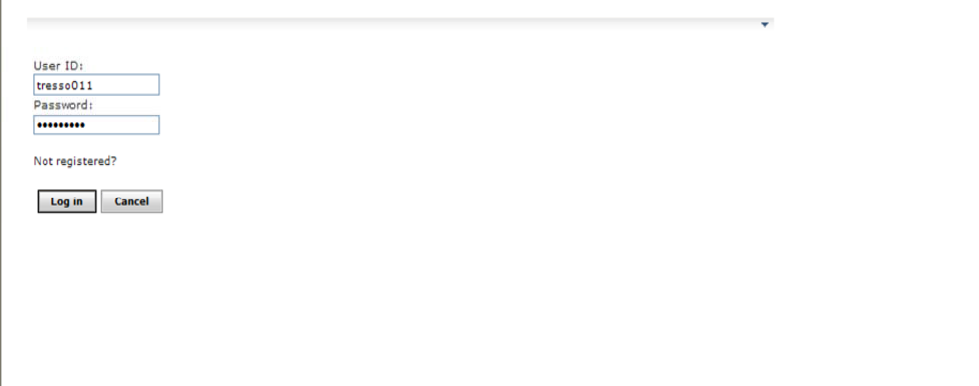 User ID:
tresso011
Password:
•••••••••
Not registered?
Log in Cancel